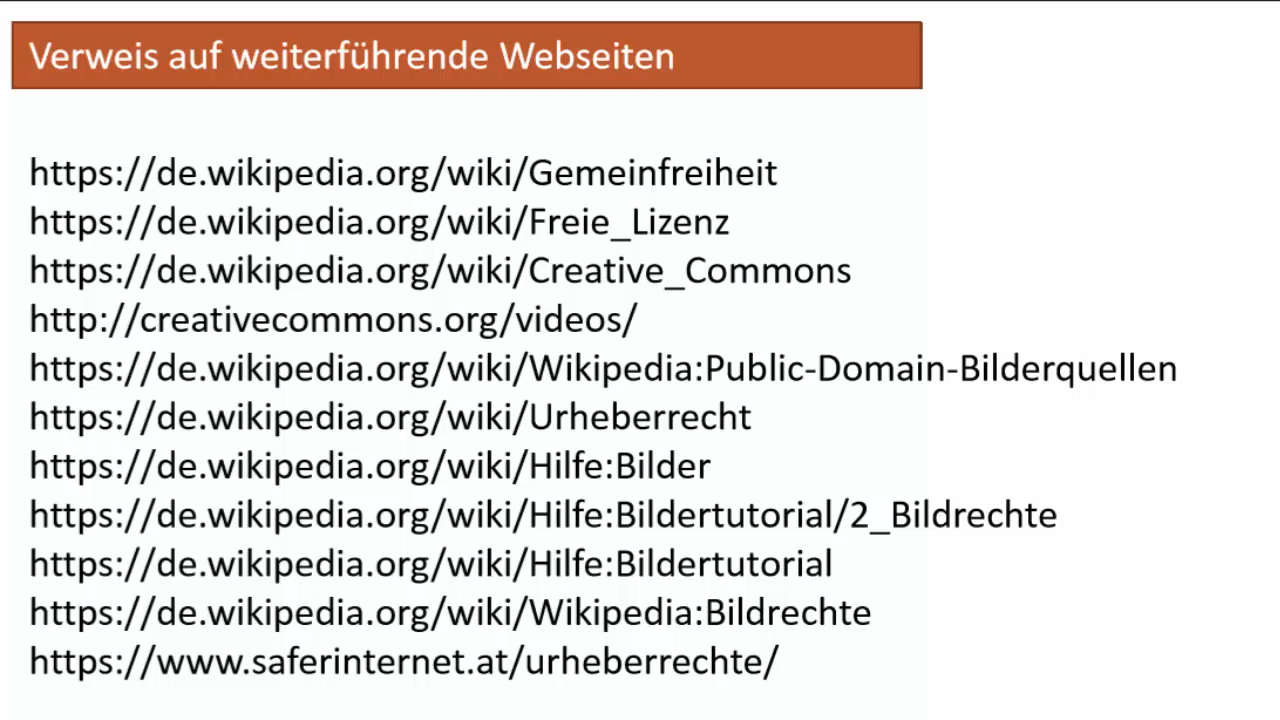 Verweis auf weiterführende Webseiten
https://de.wikipedia.org/wiki/Gemeinfreiheit
https://de.wikipedia.org/wiki/Freie_Lizenz
https://de.wikipedia.org/wiki/Creative_Commons
http://creativecommons.org/videos/
https://de.wikipedia.org/wiki/Wikipedia:Public-Domain-Bilderquellen
https://de.wikipedia.org/wiki/Urheberrecht
https://de.wikipedia.org/wiki/Hilfe:Bilder
https://de.wikipedia.org/wiki/Hilfe:Bildertutorial/2_Bildrechte
https://de.wikipedia.org/wiki/Hilfe:Bildertutorial
https://de.wikipedia.org/wiki/Wikipedia:Bildrechte
https://www.saferinternet.at/urheberrechte/